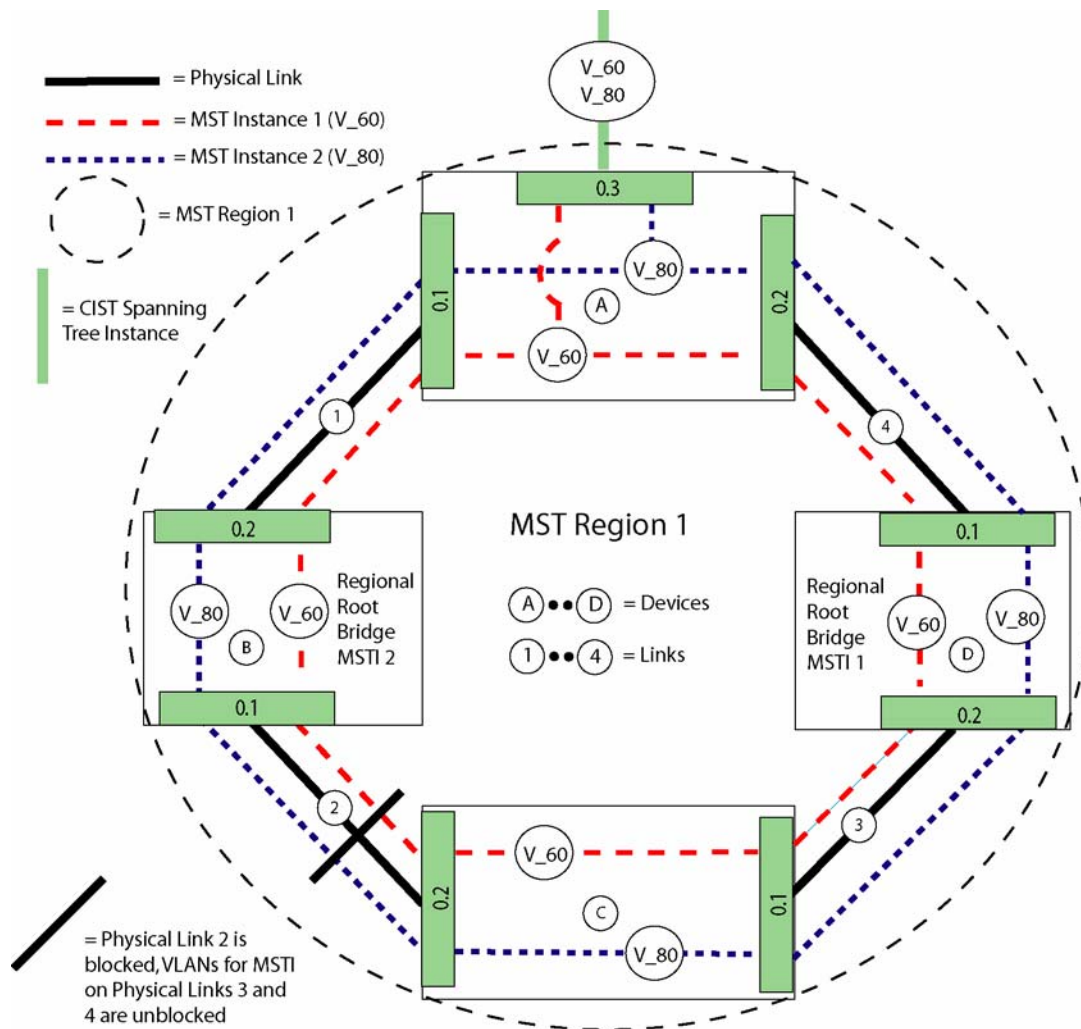 = Physical Link
= MST Instance 1 (V_60)
= MST Instance 2 (V_80)
= MST Region 1
= CIST Spanning
Tree Instance
V_60
V_80
0.3
0.1
0.2
V_80
A
V_60
1
4
0.2
V_80
V_60
B
Regional
Root
Bridge
MSTI 2
0.1
MST Region 1
A •• D = Devices
1 •• 4 = Links
0.1
Regional
Root
Bridge
MSTI 1
V_60
V_80
D
0.2
2
3
0.2
V_60
C
V_80
0.1
= Physical Link 2 is
blocked, VLANs for MSTI
on Physical Links 3 and
4 are unblocked